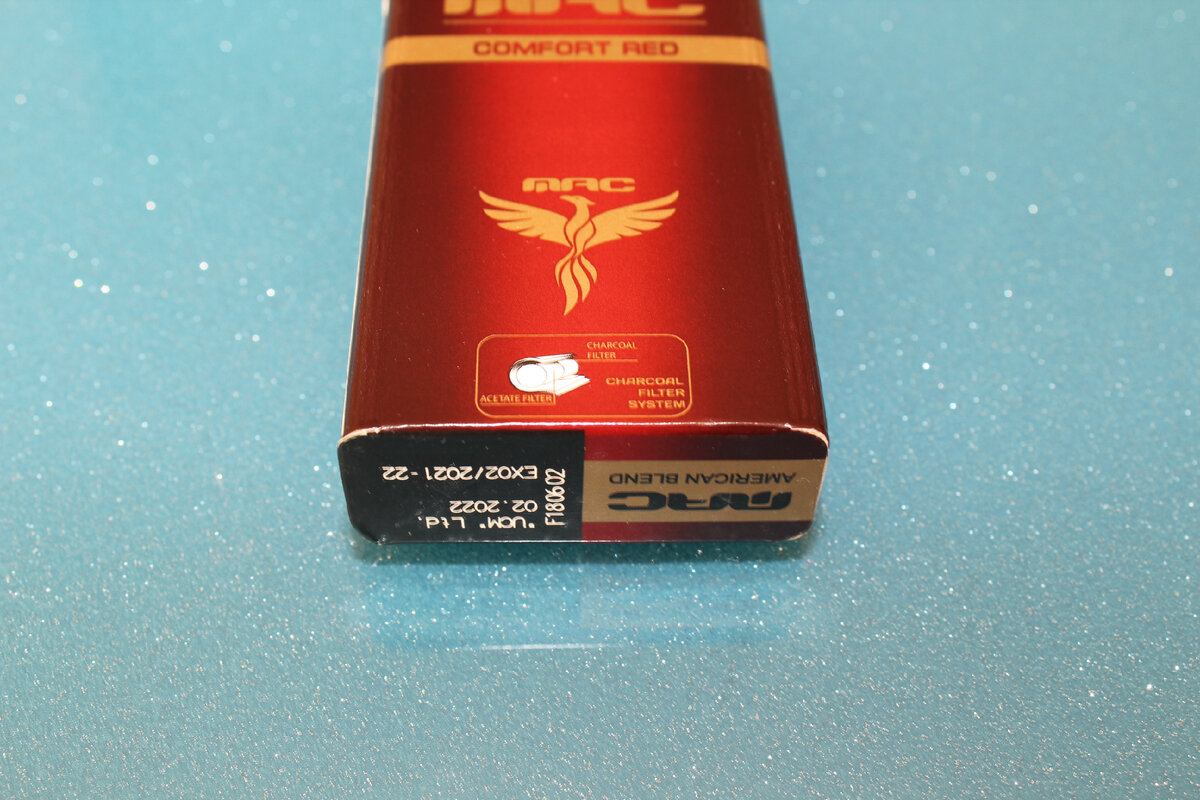 MAC
COMFORT RED
MAC
CHARCOAL
FILTER
ACETATE FILTER
CHARCOAL
FILTER
SYSTEM
"UCM" Ltd.
02.2022
EX02/2021-22
F180602
MAC
AMERICAN BLEND